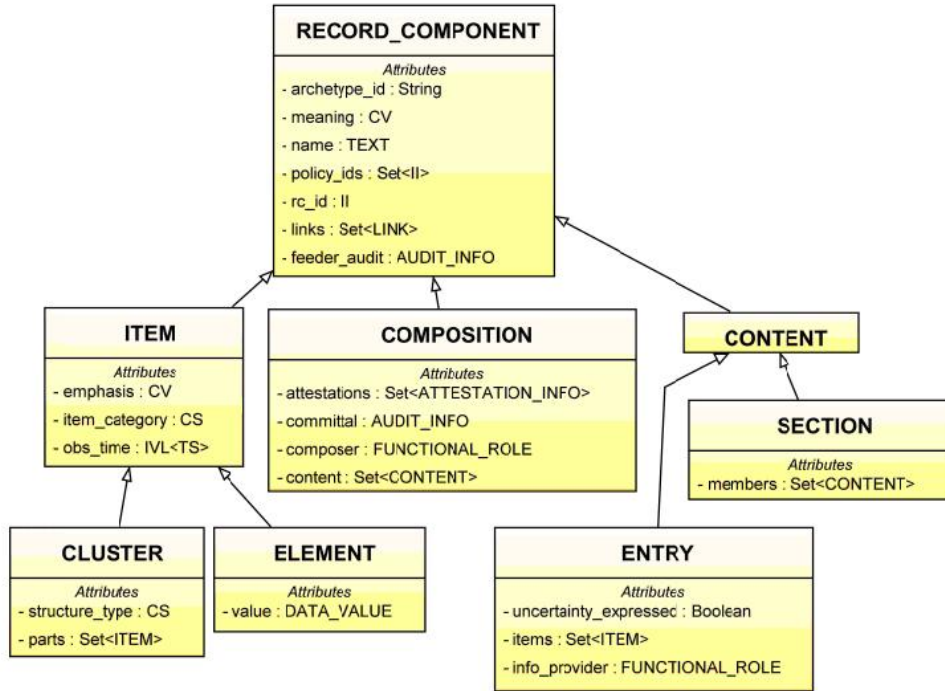 RECORD_COMPONENT
Attributes
- archetype_id : String
- meaning : CV
- name : TEXT
- policy_ids : Set<II>
- rc_id : II
- links : Set<LINK>
- feeder_audit : AUDIT_INFO
ITEM
Attributes
- emphasis : CV
- item_category : CS
- obs_time : IVL<TS>
COMPOSITION
Attributes
- attestations : Set<ATTESTATION_INFO>
- committal : AUDIT_INFO
- composer : FUNCTIONAL_ROLE
- content : Set<CONTENT>
CONTENT
SECTION
Attributes
- members : Set<CONTENT>
CLUSTER
Attributes
- structure_type : CS
- parts : Set<ITEM>
ELEMENT
Attributes
- value : DATA_VALUE
ENTRY
Attributes
- uncertainty_expressed : Boolean
- items : Set<ITEM>
- info_provider : FUNCTIONAL_ROLE